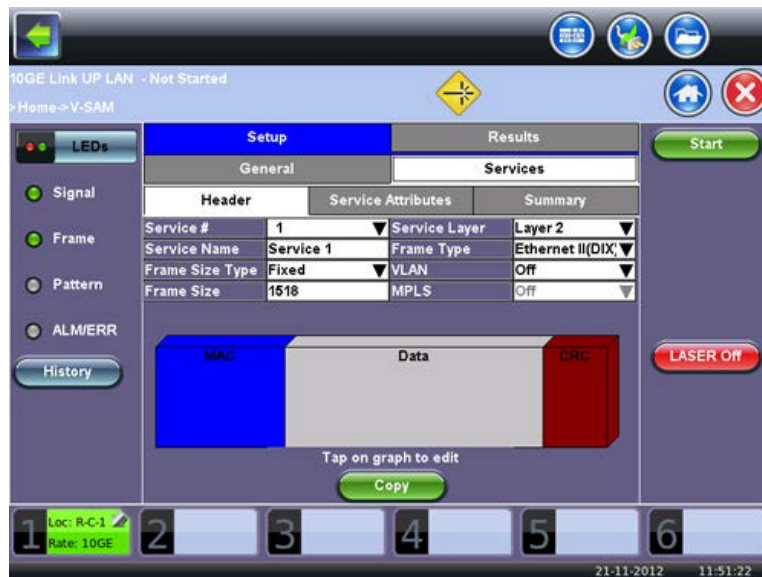 10GE Link UP LAN - Not Started
>Home->V-SAM
LEDs
Setup
Results
Start
General
Services
Signal
Header
Service Attributes
Summary
Service #
1
Service Layer
Layer 2
Frame
Service Name
Service 1
Frame Type
Ethernet II(DIX)
Frame Size Type
Fixed
VLAN
Off
Pattern
Frame Size
1518
MPLS
Off
ALM/ERR
MAC
Data
CRC
LASER Off
History
Tap on graph to edit
Copy
1
Loc: R-C-1
Rate: 10GE
2
3
4
5
6
21-11-2012 11:51:22